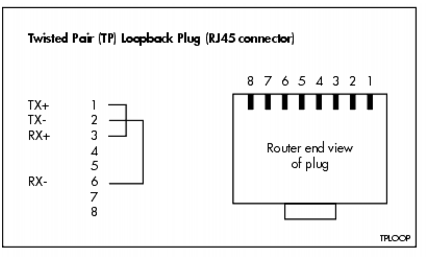 Twisted Pair (TP) Loopback Plug (RJ45 connector)
8 7 6 5 4 3 2 1
TX+ 1
TX- 2
RX+ 3
4
5
RX- 6
7
8
Router end view
of plug
TPLOOP